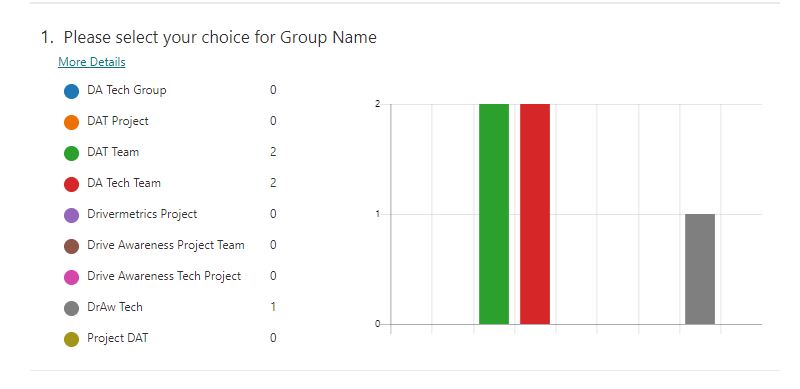 1. Please select your choice for Group Name
More Details
DA Tech Group 0
DAT Project 0
DAT Team 2
DA Tech Team 2
Drivermetrics Project 0
Drive Awareness Project Team 0
Drive Awareness Tech Project 0
DrAw Tech 1
Project DAT 0
2
1
0